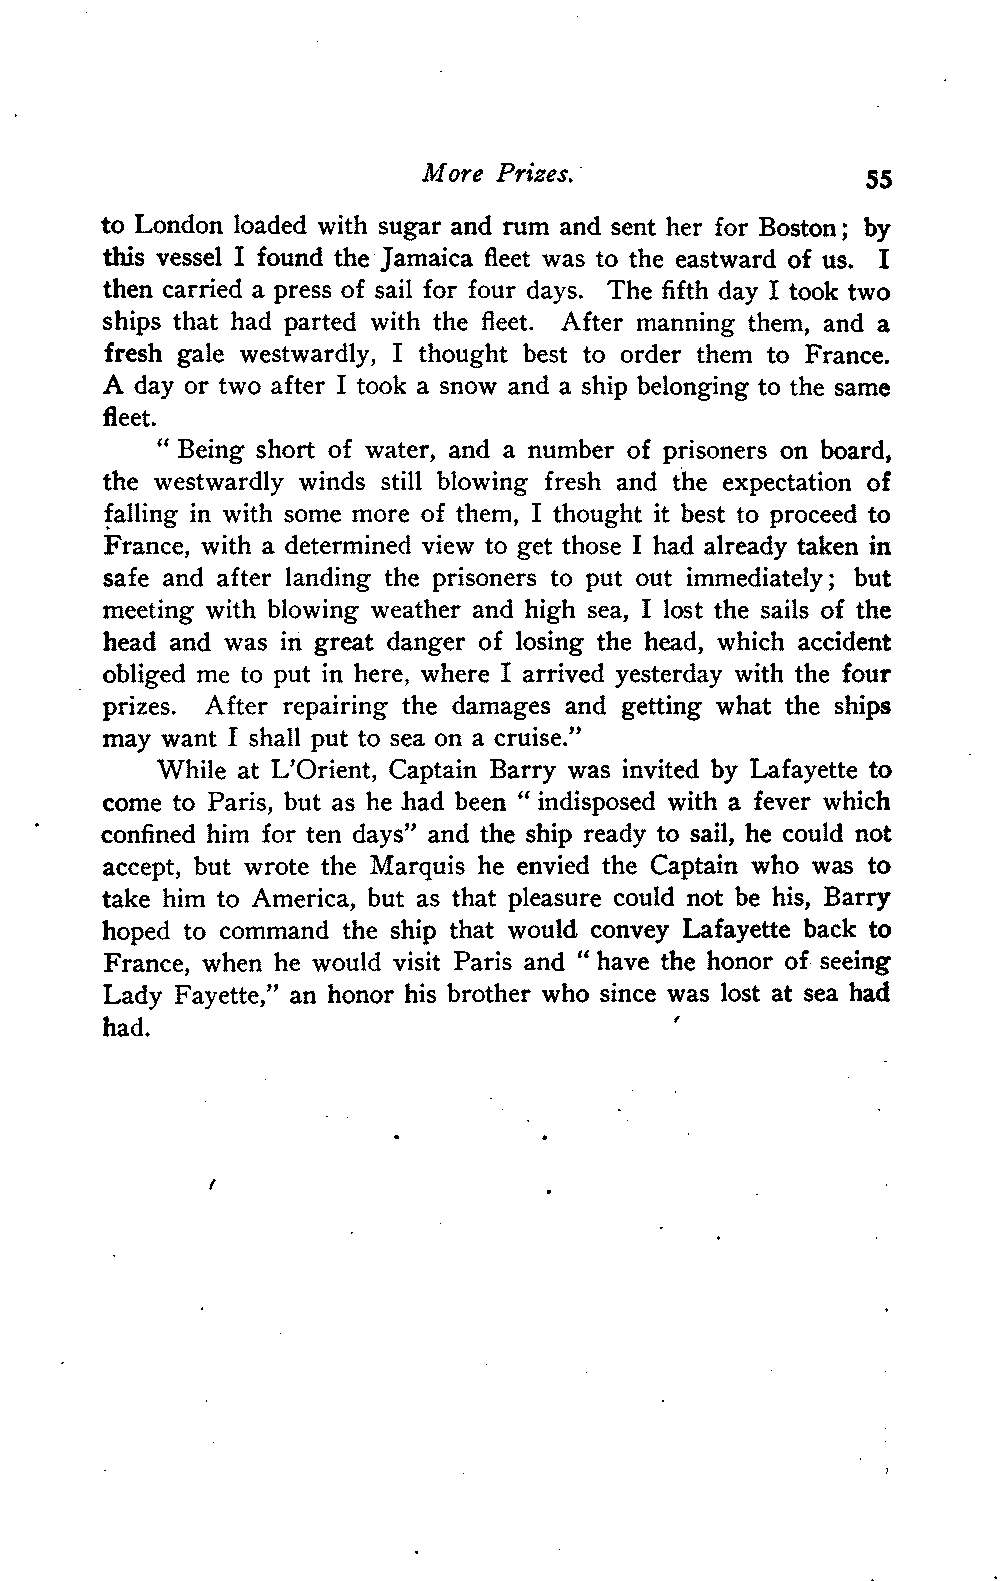 More Prizes. 55
to London loaded with sugar and rum and sent her for Boston; by
this vessel I found the Jamaica fleet was to the eastward of us. I
then carried a press of sail for four days. The fifth day I took two
ships that had parted with the fleet. After manning them, and a
fresh gale westwardly, I thought best to order them to France.
A day or two after I took a snow and a ship belonging to the same
fleet.
" Being short of water, and a number of prisoners on board,
the westwardly winds still blowing fresh and the expectation of
falling in with some more of them, I thought it best to proceed to
France, with a determined view to get those I had already taken in
safe and after landing the prisoners to put out immediately; but
meeting with blowing weather and high sea, I lost the sails of the
head and was in great danger of losing the head, which accident
obliged me to put in here, where I arrived yesterday with the four
prizes. After repairing the damages and getting what the ships
may want I shall put to sea on a cruise."
While at L'Orient, Captain Barry was invited by Lafayette to
come to Paris, but as he had been " indisposed with a fever which
confined him for ten days" and the ship ready to sail, he could not
accept, but wrote the Marquis he envied the Captain who was to
take him to America, but as that pleasure could not be his, Barry
hoped to command the ship that would convey Lafayette back to
France, when he would visit Paris and " have the honor of seeing
Lady Fayette," an honor his brother who since was lost at sea had
had.